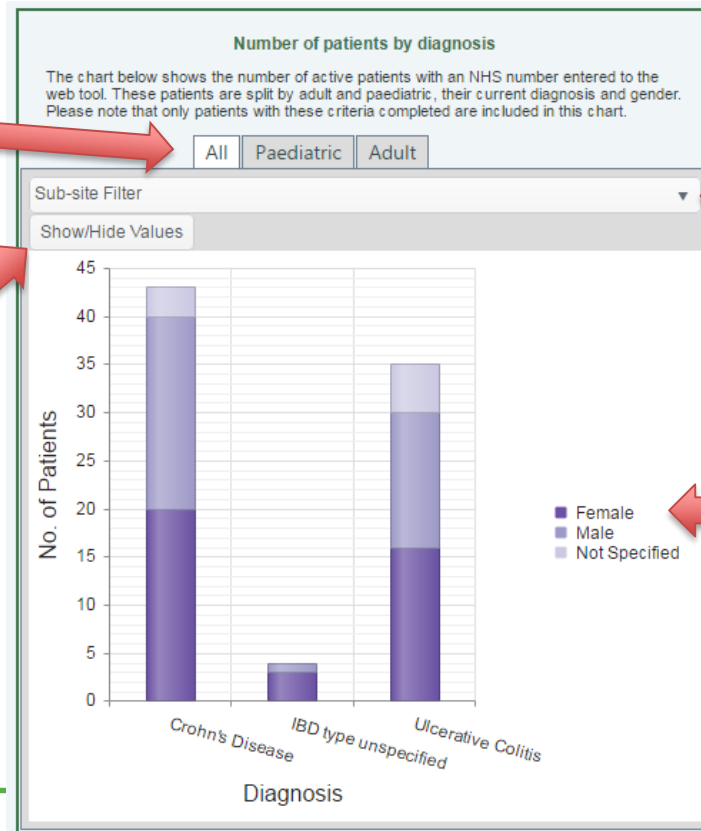 Number of patients by diagnosis
The chart below shows the number of active patients with an NHS number entered to the
web tool. These patients are split by adult and paediatric, their current diagnosis and gender.
Please note that only patients with these criteria completed are included in this chart.
All Paediatric Adult
Sub-site Filter
Show/Hide Values
45
40
35
30
25
20
15
10
5
0
No. of Patients
Female
Male
Not Specified
Crohn's Disease
IBD type unspecified
Ulcerative Colitis
Diagnosis